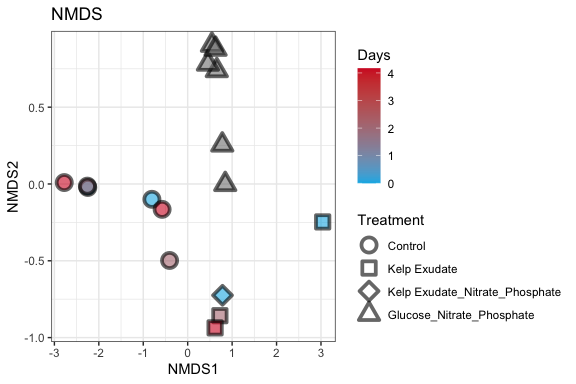 NMDS
NMDS2
0.5
0.0
-0.5
-1.0
-3
-2
-1
0
1
2
3
NMDS1
Days
4
3
2
1
0
Treatment
Control
Kelp Exudate
Kelp Exudate_Nitrate_Phosphate
Glucose_Nitrate_Phosphate